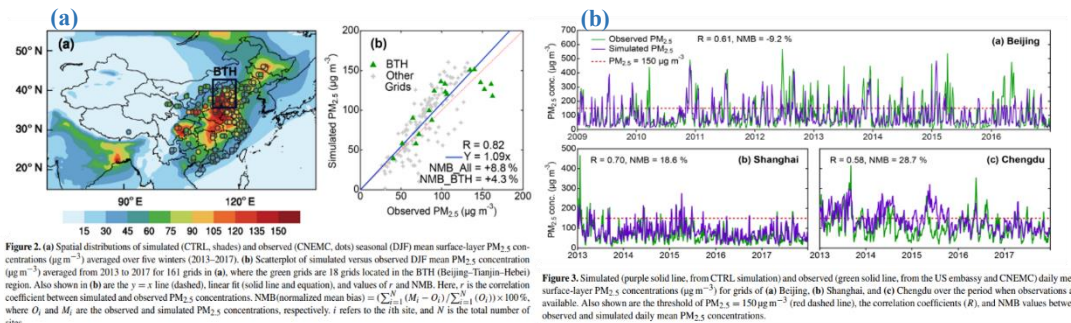 (a)
(a)
BTH
55° N
50° N
40° N
30° N
20° N
90° E
120° E
15 30 45 60 75 90 105 120 135 150
(b)
BTH
Other
Grids
R = 0.82
Y = 1.09x
NMB_All = +8.8 %
NMB_BTH = +4.3 %
Simulated PM2.5 (μg m⁻³)
200
150
100
50
0
0 50 100 150 200
Observed PM2.5 (μg m⁻³)
Figure 2. (a) Spatial distributions of simulated (CTRL, shades) and observed (CNEMC, dots) seasonal (DJF) mean surface-layer PM2.5 con-
centrations (μg m⁻³) averaged over five winters (2013–2017). (b) Scatterplot of simulated versus observed DJF mean PM2.5 concentration
(μg m⁻³) averaged from 2013 to 2017 for 161 grids in (a), where the green grids are 18 grids located in the BTH (Beijing–Tianjin–Hebei)
region. Also shown in (b) are the y = x line (dashed), linear fit (solid line and equation), and values of r and NMB. Here, r is the correlation
coefficient between simulated and observed PM2.5 concentrations. NMB(normalized mean bias) = (∑ᵢ₌₁ᴺ (Mᵢ − Oᵢ)/∑ᵢ₌₁ᴺ (Oᵢ)) × 100%,
where Oᵢ and Mᵢ are the observed and simulated PM2.5 concentrations, respectively. i refers to the ith site, and N is the total number of
sites.
(b)
Observed PM2.5
Simulated PM2.5
PM2.5 = 150 μg m⁻³
R = 0.61, NMB = -9.2 %
(a) Beijing
PM2.5 conc. (μg m⁻³)
700
600
500
400
300
200
100
0
2009 2010 2011 2012 2013 2014 2015 2016 2017
R = 0.70, NMB = 18.6 %
(b) Shanghai
PM2.5 conc. (μg m⁻³)
500
400
300
200
100
0
2013 2014 2015 2016 2017
R = 0.58, NMB = 28.7 %
(c) Chengdu
2013 2014 2015 2016 2017
Figure 3. Simulated (purple solid line, from CTRL simulation) and observed (green solid line, from the US embassy and CNEMC) daily me
surface-layer PM2.5 concentrations (μg m⁻³) for grids of (a) Beijing, (b) Shanghai, and (c) Chengdu over the period when observations a
available. Also shown are the threshold of PM2.5 = 150 μg m⁻³ (red dashed line), the correlation coefficients (R), and NMB values betwe
observed and simulated daily mean PM2.5 concentrations.